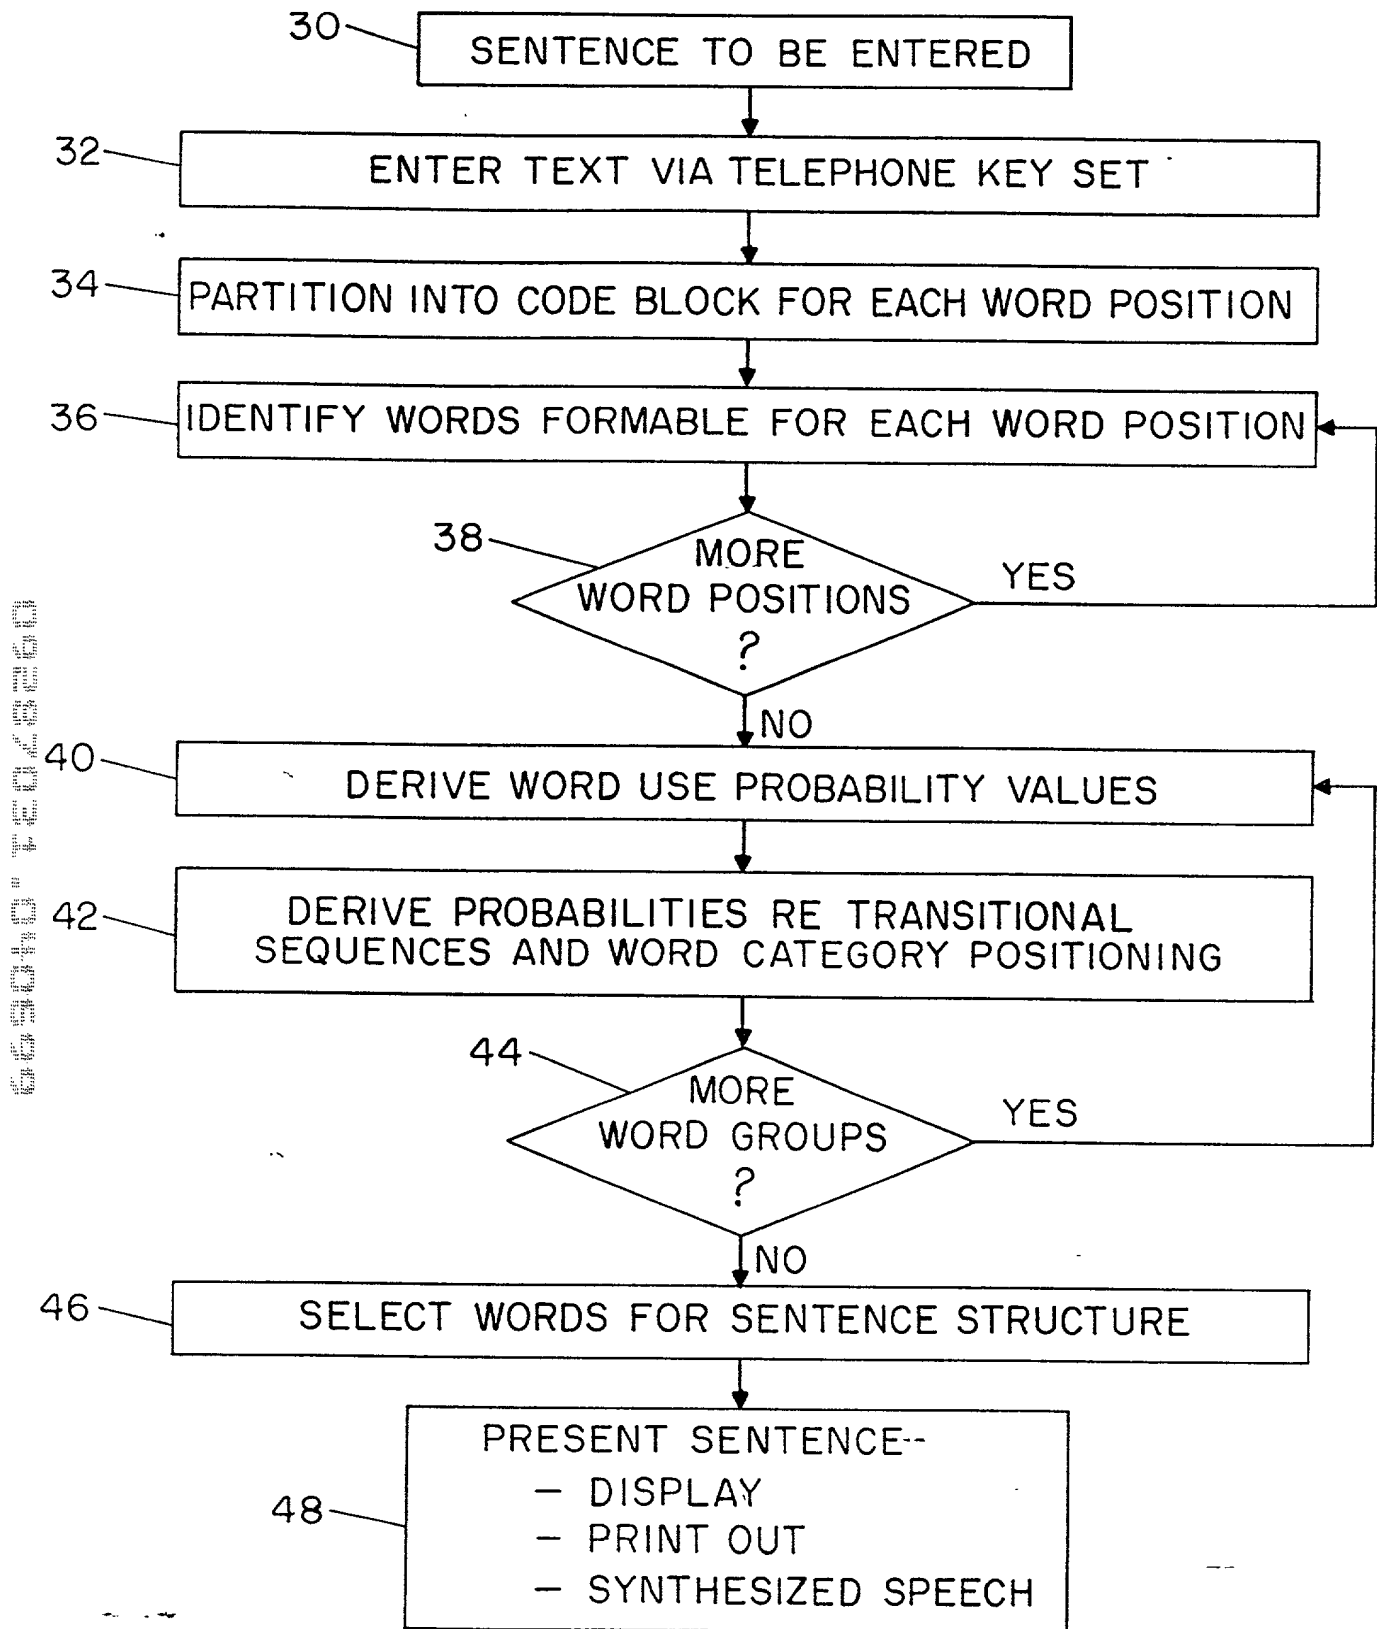 30
SENTENCE TO BE ENTERED
32
ENTER TEXT VIA TELEPHONE KEY SET
34
PARTITION INTO CODE BLOCK FOR EACH WORD POSITION
36
IDENTIFY WORDS FORMABLE FOR EACH WORD POSITION
38
MORE
WORD POSITIONS
?
YES
NO
40
DERIVE WORD USE PROBABILITY VALUES
42
DERIVE PROBABILITIES RE TRANSITIONAL
SEQUENCES AND WORD CATEGORY POSITIONING
44
MORE
WORD GROUPS
?
YES
NO
46
SELECT WORDS FOR SENTENCE STRUCTURE
48
PRESENT SENTENCE--
— DISPLAY
— PRINT OUT
— SYNTHESIZED SPEECH